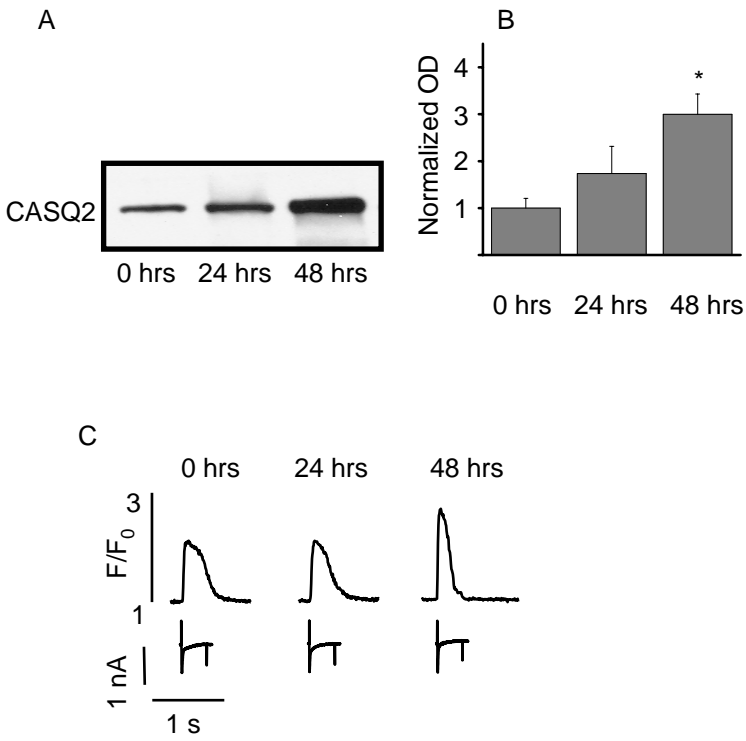 A
CASQ2
0 hrs 24 hrs 48 hrs
B
Normalized OD
4
3
2
1
*
0 hrs 24 hrs 48 hrs
C
0 hrs 24 hrs 48 hrs
3
F/F0
1
1 nA
1 s